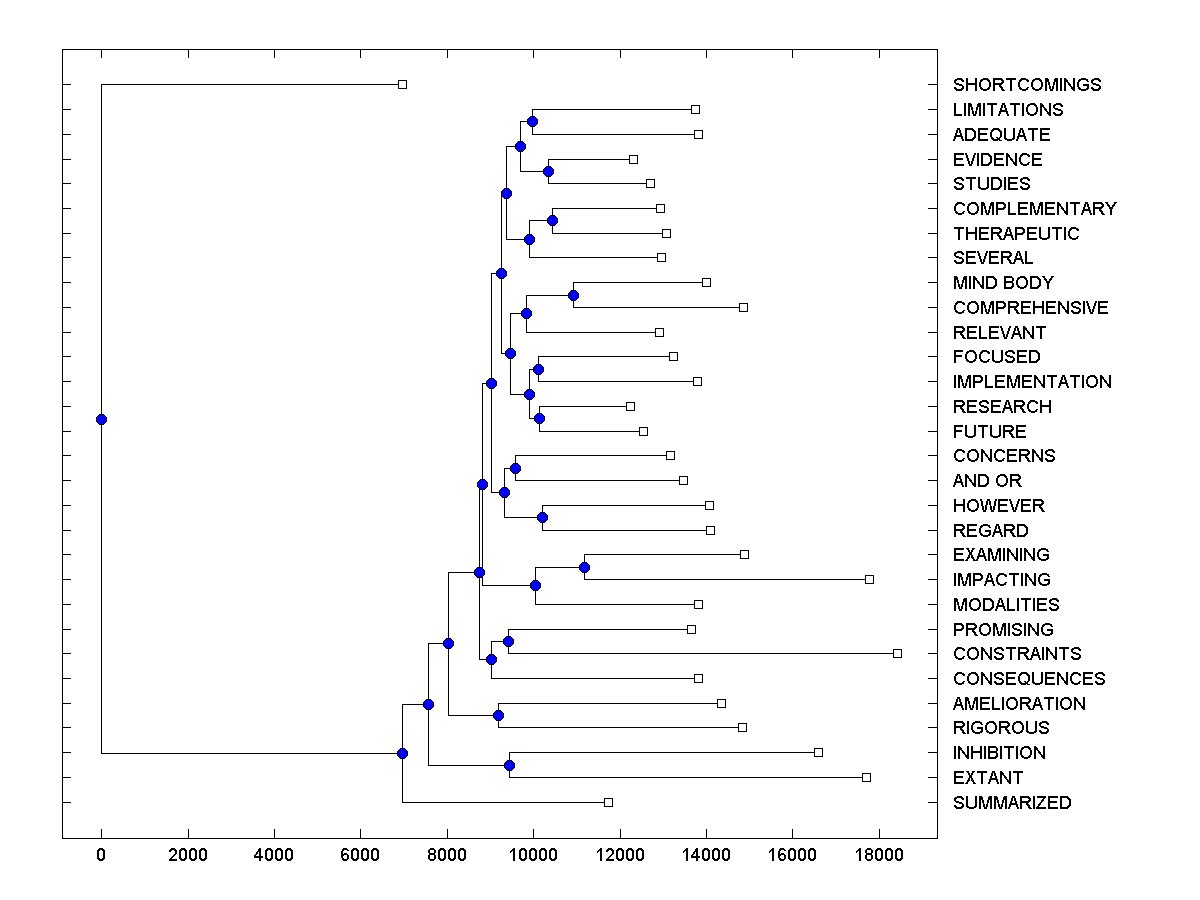 SHORTCOMINGS
LIMITATIONS
ADEQUATE
EVIDENCE
STUDIES
COMPLEMENTARY
THERAPEUTIC
SEVERAL
MIND BODY
COMPREHENSIVE
RELEVANT
FOCUSED
IMPLEMENTATION
RESEARCH
FUTURE
CONCERNS
AND OR
HOWEVER
REGARD
EXAMINING
IMPACTING
MODALITIES
PROMISING
CONSTRAINTS
CONSEQUENCES
AMELIORATION
RIGOROUS
INHIBITION
EXTANT
SUMMARIZED
0 2000 4000 6000 8000 10000 12000 14000 16000 18000